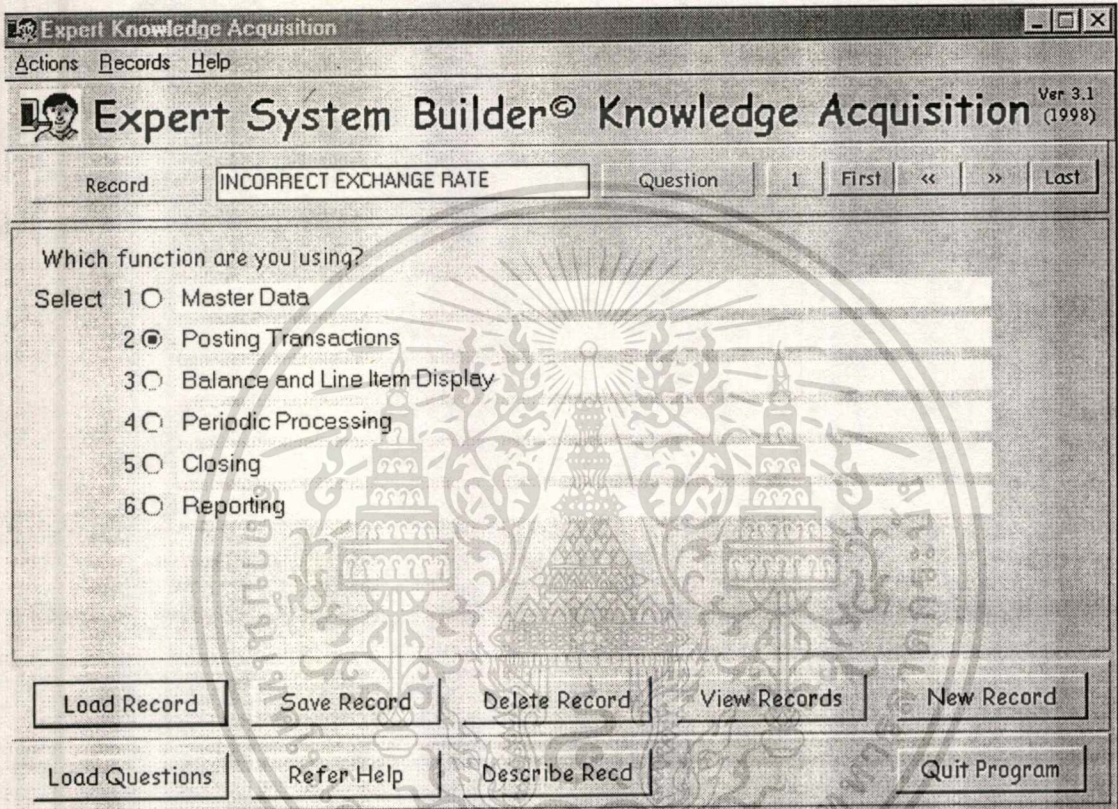 Expert Knowledge Acquisition
Actions Records Help
Expert System Builder© Knowledge Acquisition Ver 3.1 (1998)
Record INCORRECT EXCHANGE RATE Question 1 First << >> Last
Which function are you using?
Select 1 Master Data
2 Posting Transactions
3 Balance and Line Item Display
4 Periodic Processing
5 Closing
6 Reporting
Load Record Save Record Delete Record View Records New Record
Load Questions Refer Help Describe Recd Quit Program